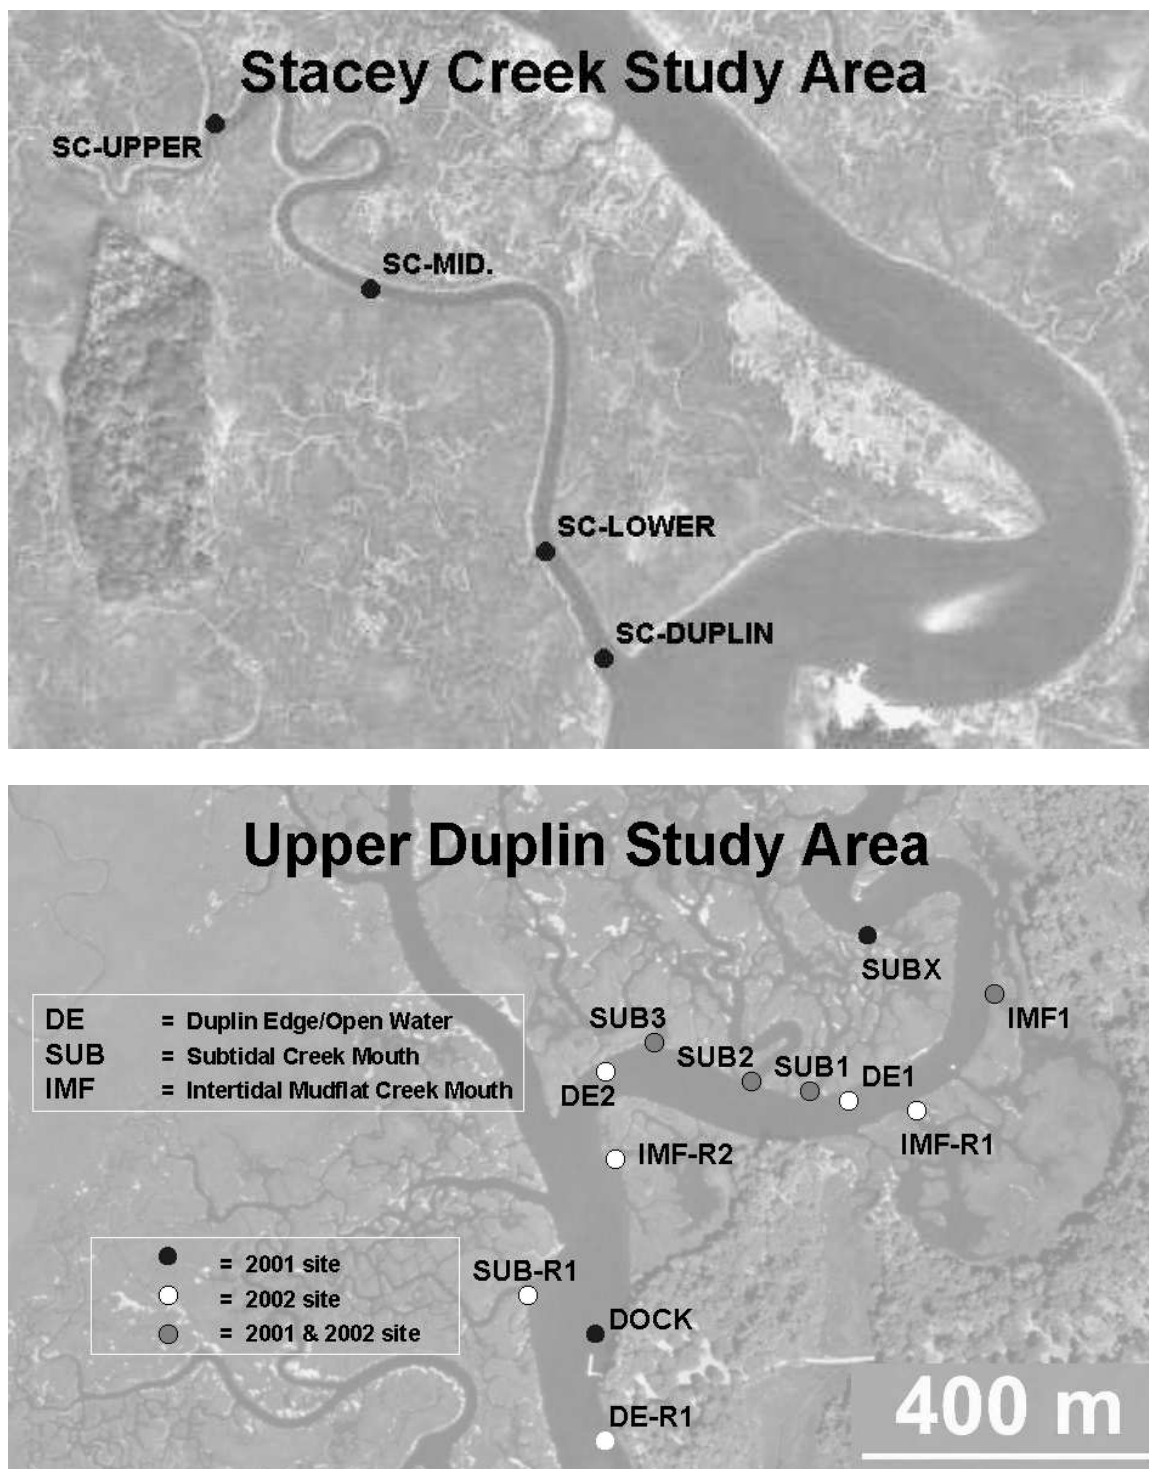 Stacey Creek Study Area
SC-UPPER
SC-MID.
SC-LOWER
SC-DUPLIN
Upper Duplin Study Area
SUBX
DE = Duplin Edge/Open Water
SUB = Subtidal Creek Mouth
IMF = Intertidal Mudflat Creek Mouth
SUB3
IMF1
SUB2
SUB1
DE1
DE2
IMF-R1
IMF-R2
= 2001 site
= 2002 site
= 2001 & 2002 site
SUB-R1
DOCK
DE-R1
400 m